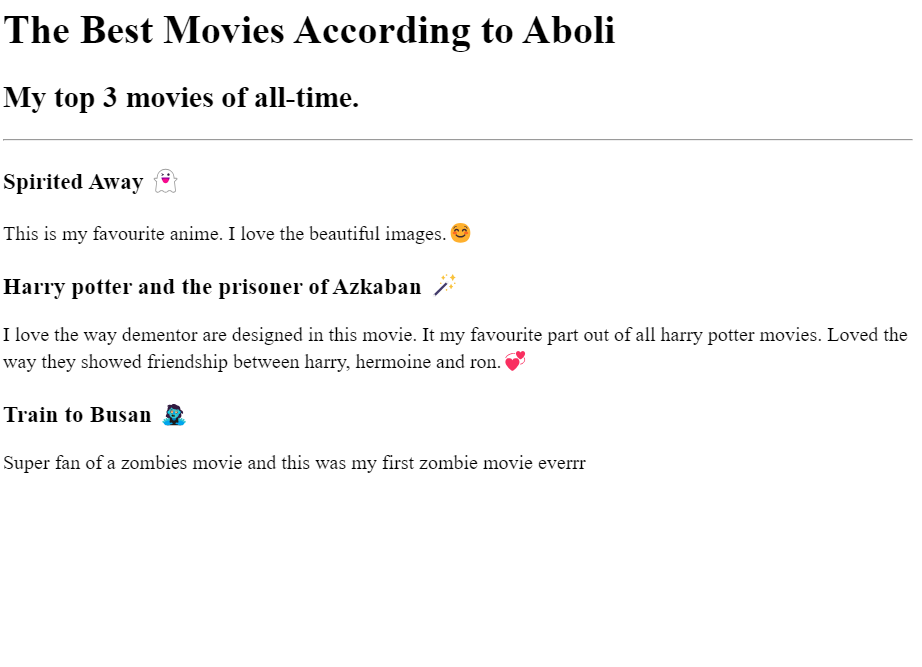 The Best Movies According to Aboli
My top 3 movies of all-time.
Spirited Away 👻
This is my favourite anime. I love the beautiful images.😊
Harry potter and the prisoner of Azkaban 🪄
I love the way dementor are designed in this movie. It my favourite part out of all harry potter movies. Loved the
way they showed friendship between harry, hermoine and ron.💞
Train to Busan 🧟
Super fan of a zombies movie and this was my first zombie movie everrr